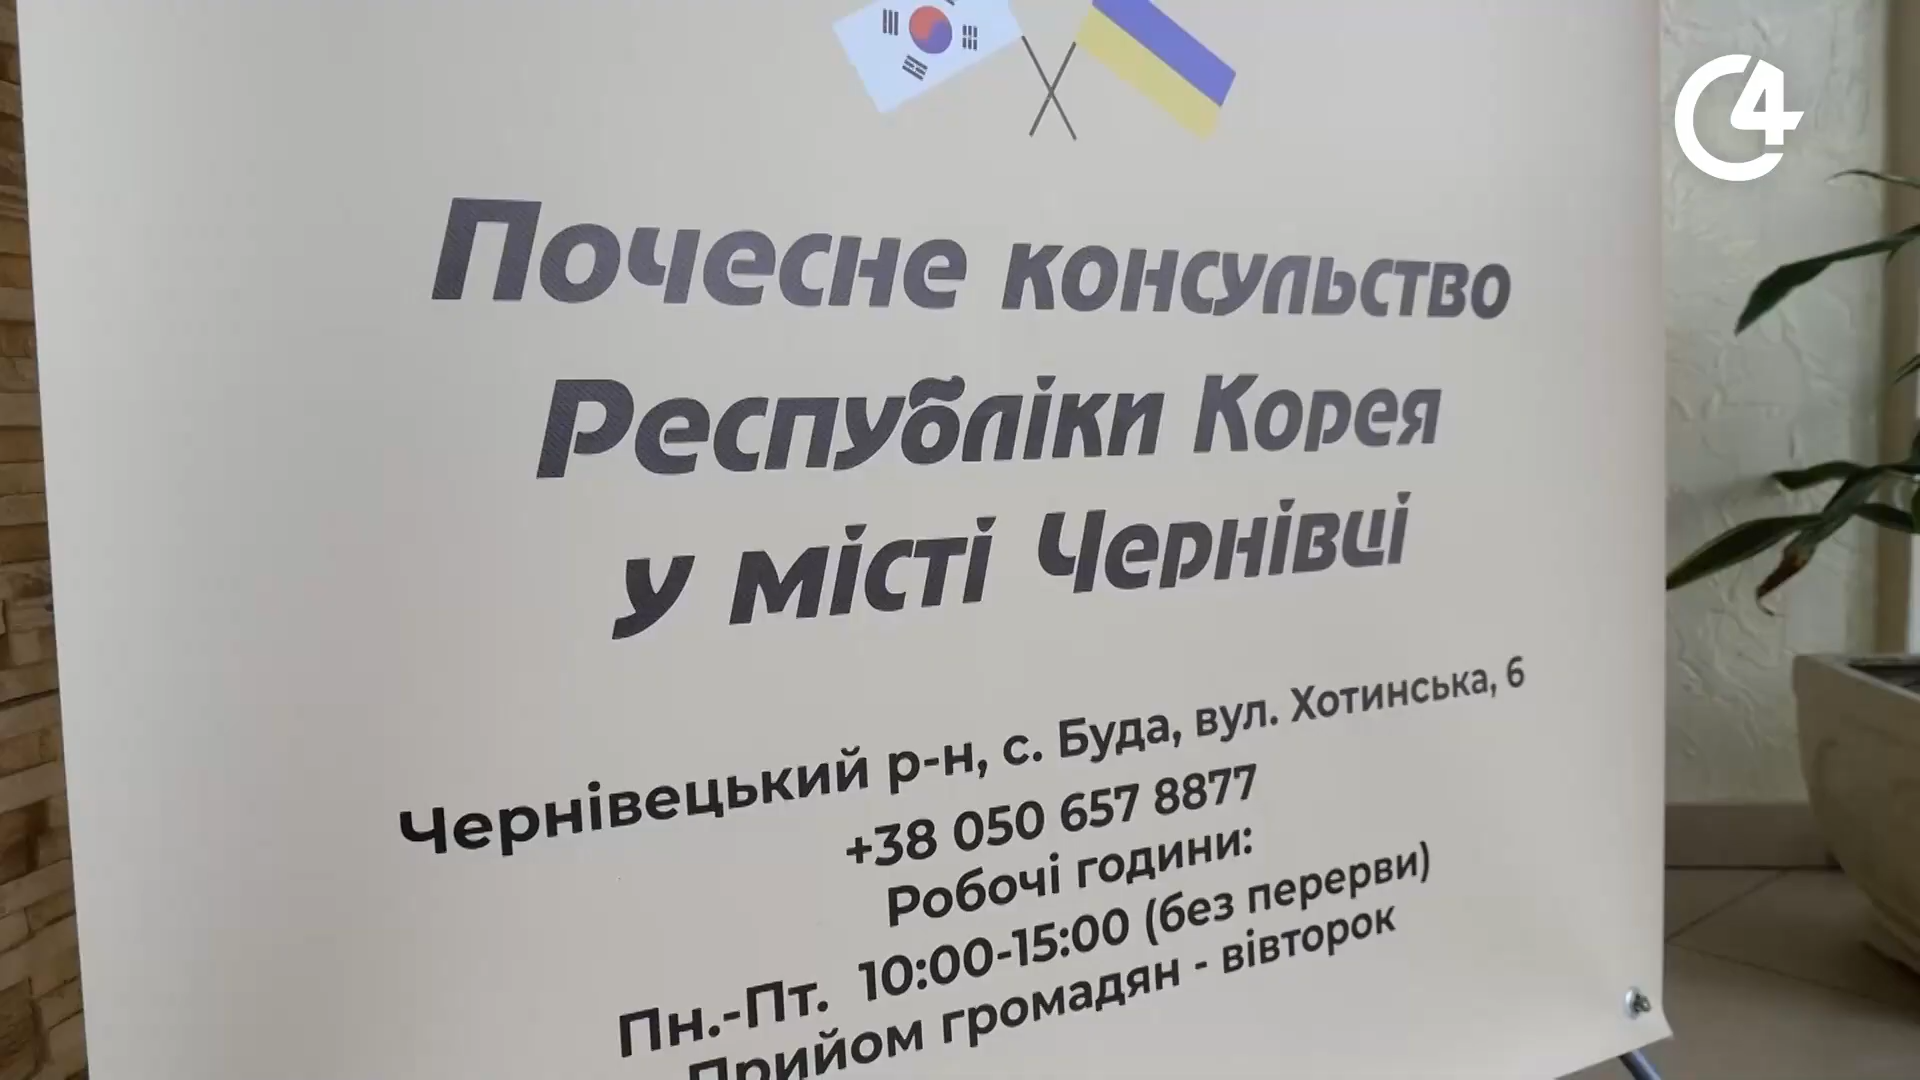 Почесне консульство
Республіки Корея
у місті Чернівці
Чернівецький р-н, с. Буда, вул. Хотинська, 6
+38 050 657 8877
Робочі години:
Пн.-Пт. 10:00-15:00 (без перерви)
Прийом громадян - вівторок
C4